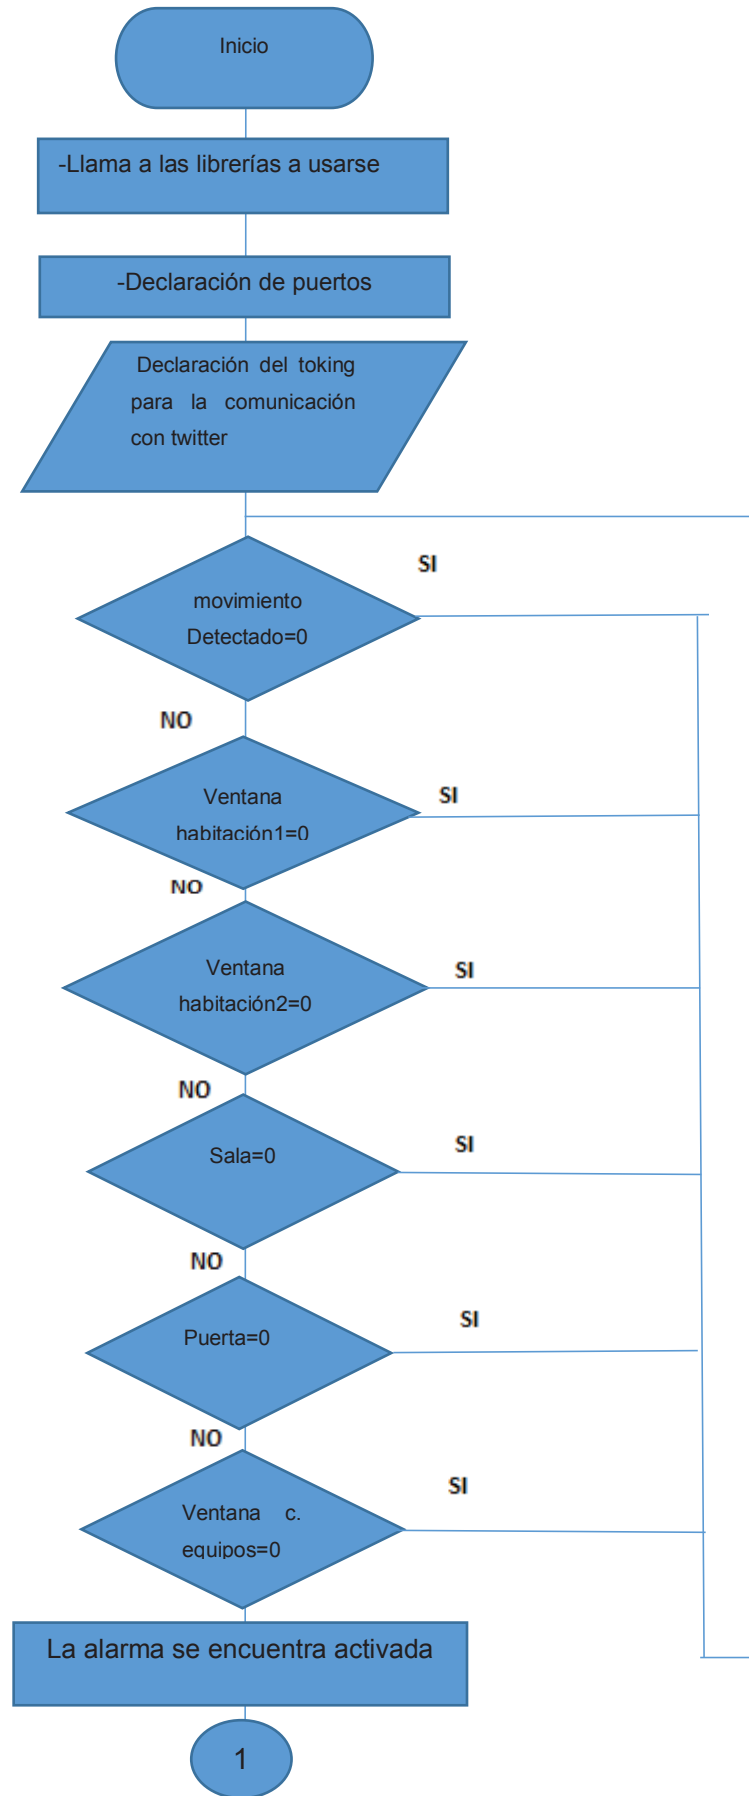 Inicio
-Llama a las librerías a usarse
-Declaración de puertos
Declaración del toking
para la comunicación
con twitter
SI
movimiento
Detectado=0
NO
SI
Ventana
habitación1=0
NO
SI
Ventana
habitación2=0
NO
SI
Sala=0
NO
SI
Puerta=0
NO
SI
Ventana c.
equipos=0
La alarma se encuentra activada
1